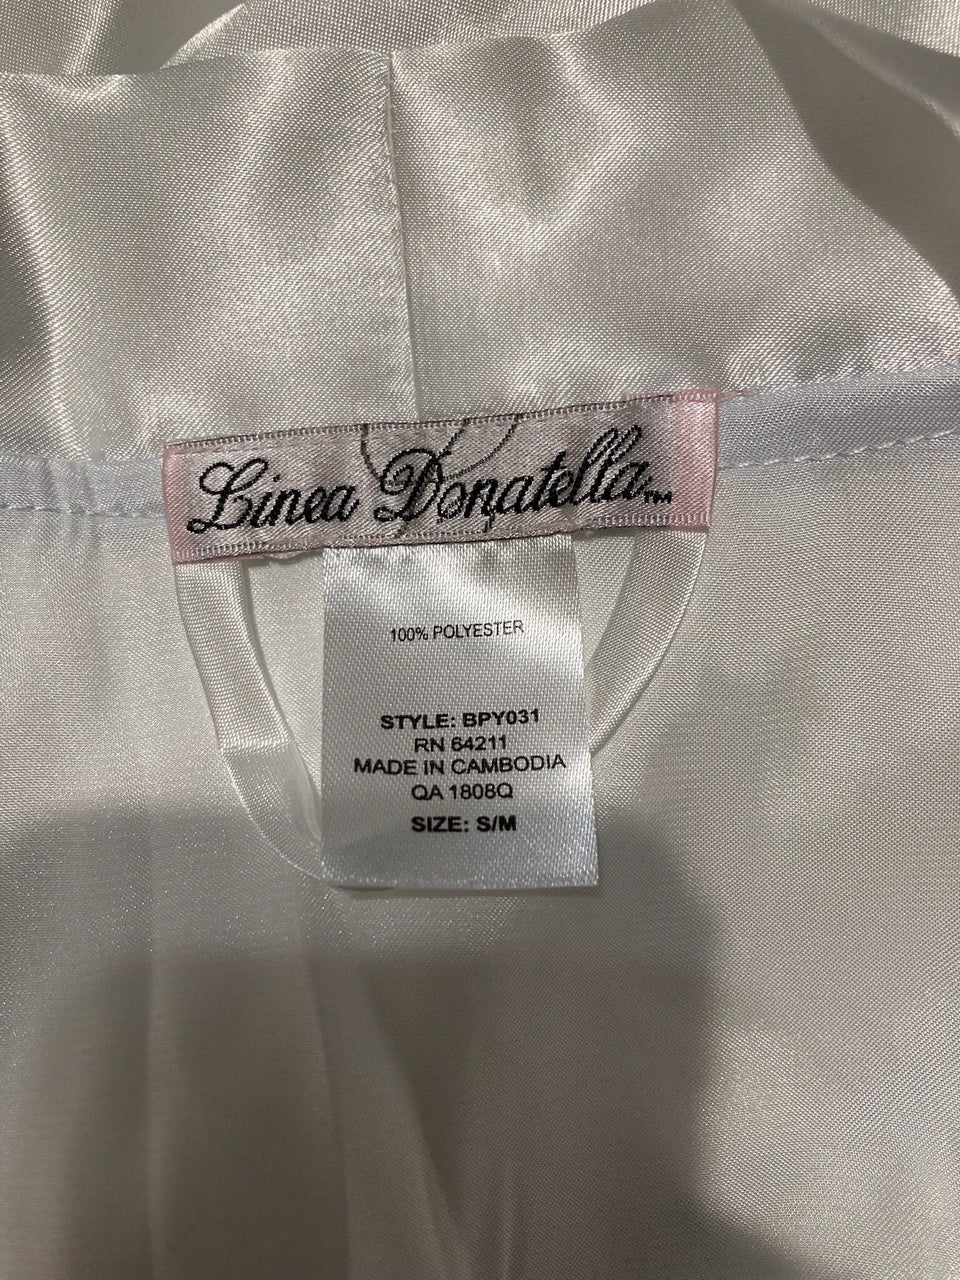 Linea Donatella™
100% POLYESTER
STYLE: BPY031
RN 64211
MADE IN CAMBODIA
QA 1808Q
SIZE: S/M